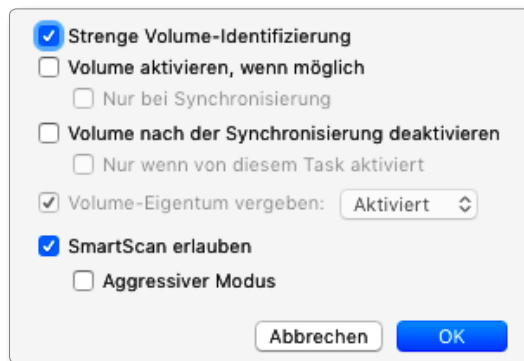 Strenge Volume-Identifizierung
Volume aktivieren, wenn möglich
Nur bei Synchronisierung
Volume nach der Synchronisierung deaktivieren
Nur wenn von diesem Task aktiviert
Volume-Eigentum vergeben: Aktiviert
SmartScan erlauben
Aggressiver Modus
Abbrechen OK